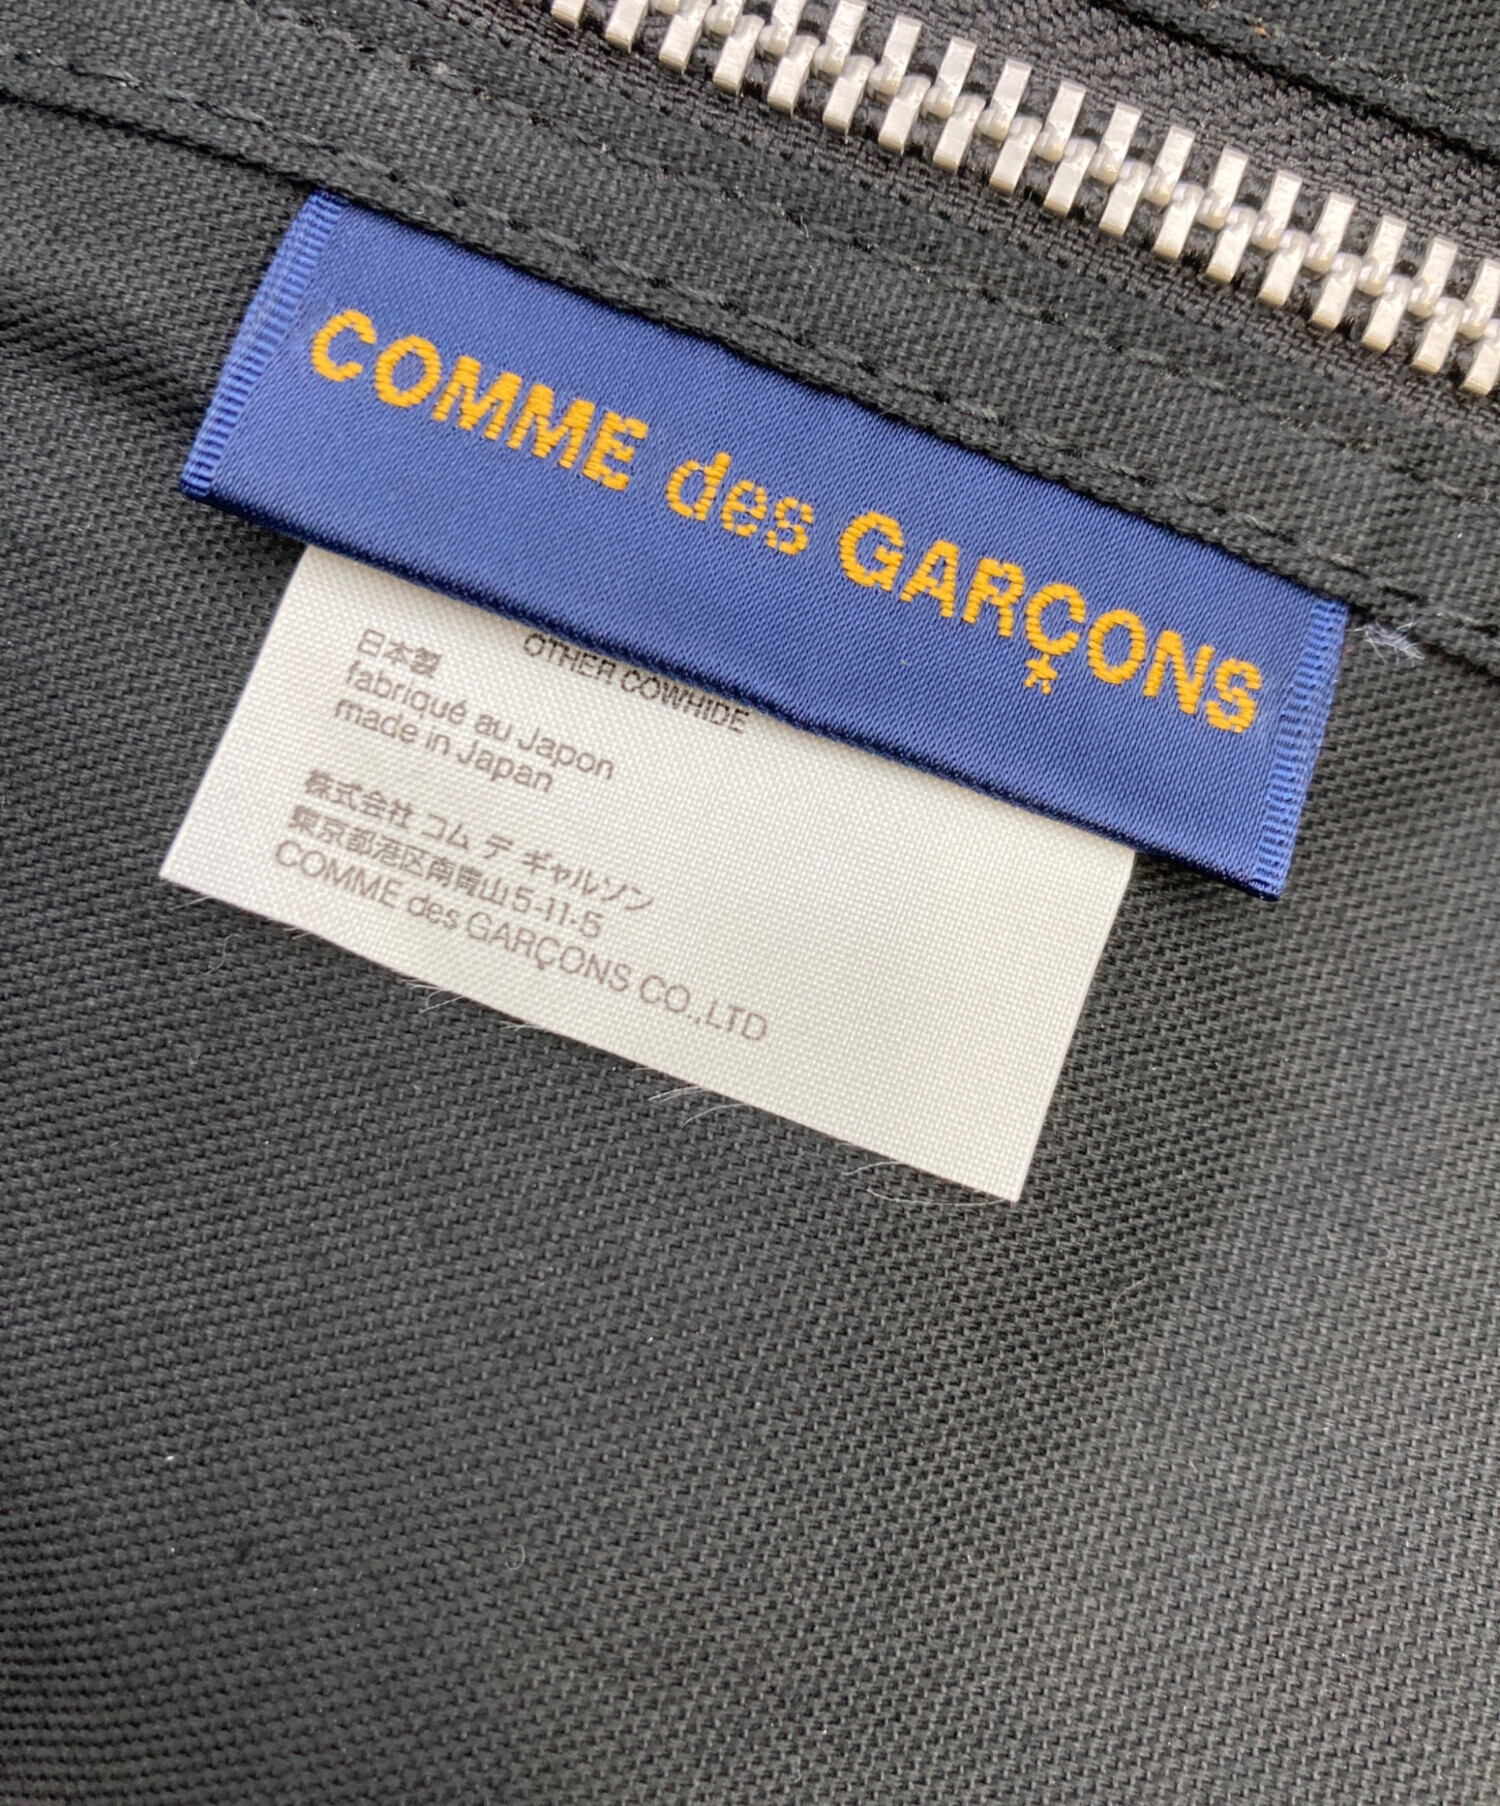 COMME des GARÇONS
OTHER COWHIDE
日本製
fabriqué au Japon
made in Japan
株式会社 コム デ ギャルソン
東京都港区南青山5-11-5
COMME des GARÇONS CO.,LTD